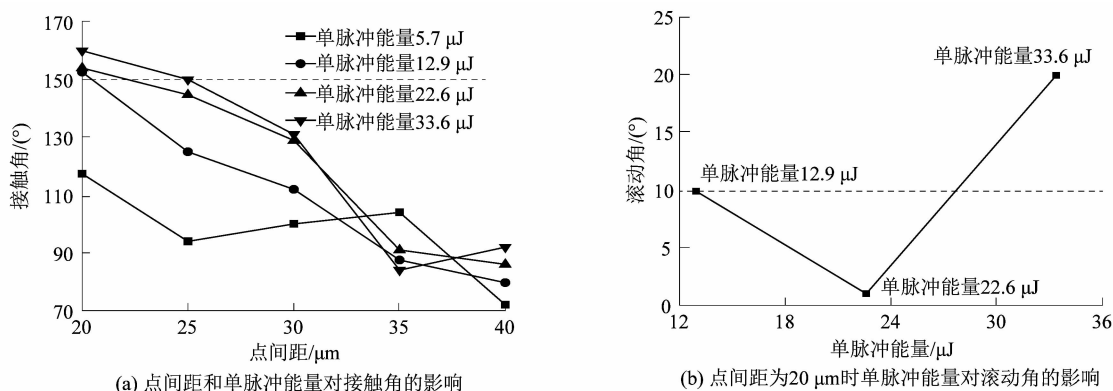 170
150
130
110
90
70
接触角/(°)
单脉冲能量5.7 μJ
单脉冲能量12.9 μJ
单脉冲能量22.6 μJ
单脉冲能量33.6 μJ
20 25 30 35 40
点间距/μm
(a) 点间距和单脉冲能量对接触角的影响
25
20
15
10
5
0
滚动角/(°)
单脉冲能量33.6 μJ
单脉冲能量12.9 μJ
单脉冲能量22.6 μJ
12 18 24 30 36
单脉冲能量/μJ
(b) 点间距为20 μm时单脉冲能量对滚动角的影响